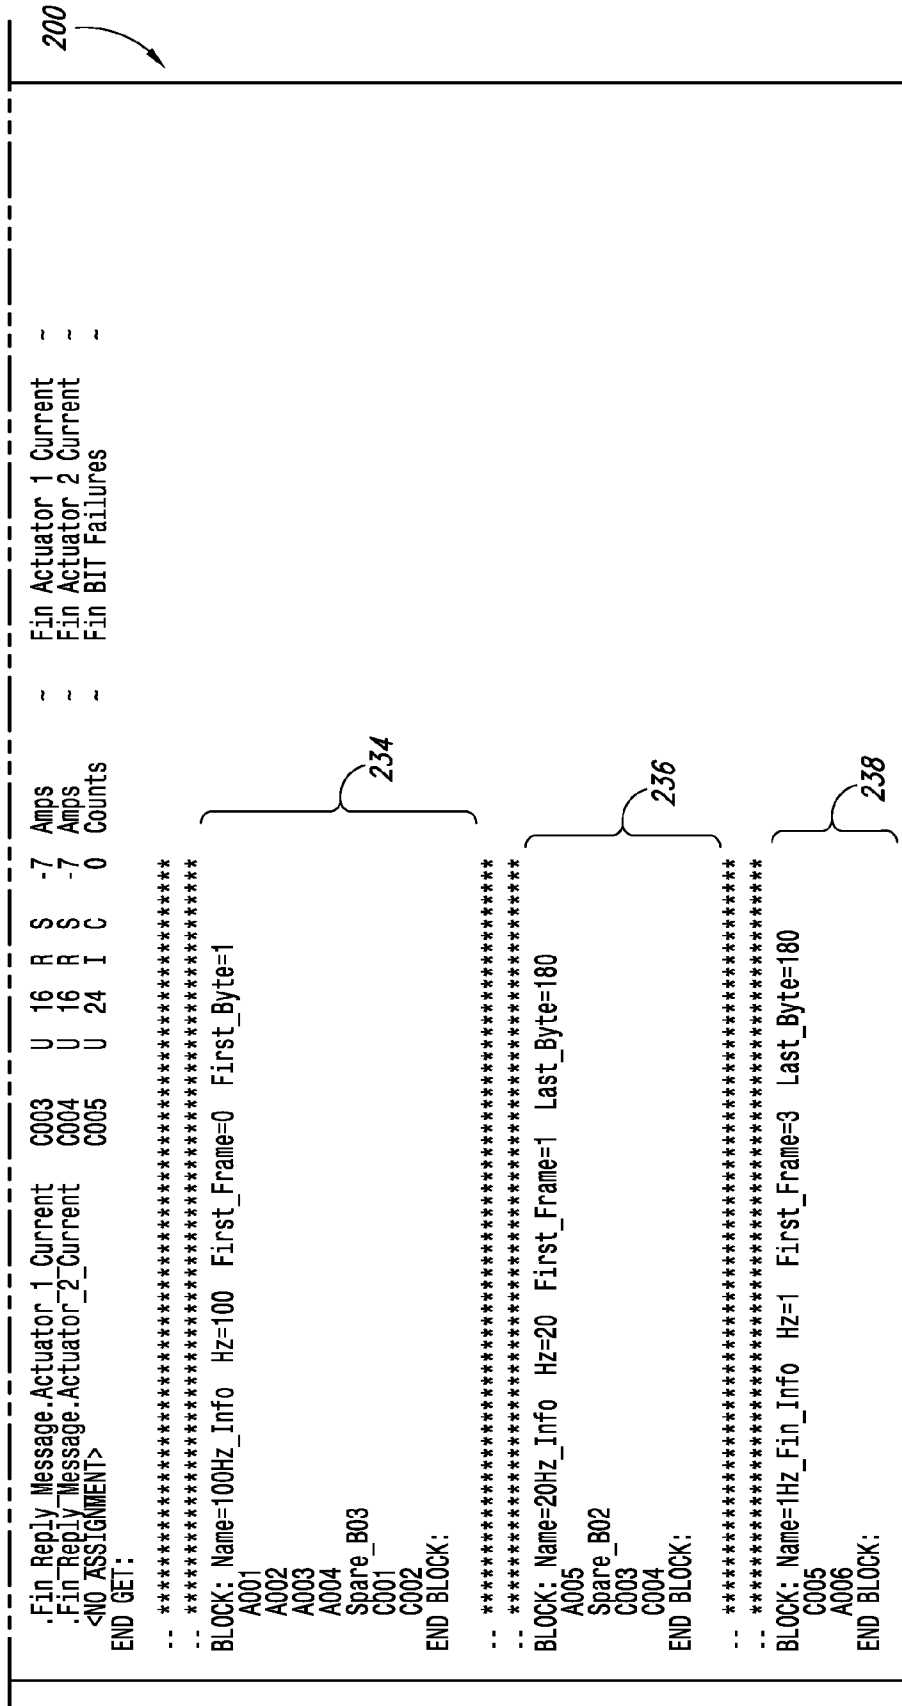 200
.Fin_Reply_Message.Actuator_1_Current C003 U 16 R S -7 Amps ~ Fin Actuator 1 Current ~
.Fin_Reply_Message.Actuator_2_Current C004 U 16 R S -7 Amps ~ Fin Actuator 2 Current ~
<NO ASSIGNMENT> C005 U 24 I C 0 Counts ~ Fin BIT Failures ~
END GET:
-- ************************************************************
-- ************************************************************
BLOCK: Name=100Hz_Info Hz=100 First_Frame=0 First_Byte=1
A001
A002
A003
A004
Spare_B03
C001
C002
END BLOCK:
234
-- ************************************************************
-- ************************************************************
BLOCK: Name=20Hz_Info Hz=20 First_Frame=1 Last_Byte=180
A005
Spare_B02
C003
C004
END BLOCK:
236
-- ************************************************************
-- ************************************************************
BLOCK: Name=1Hz_Fin_Info Hz=1 First_Frame=3 Last_Byte=180
C005
A006
END BLOCK:
238